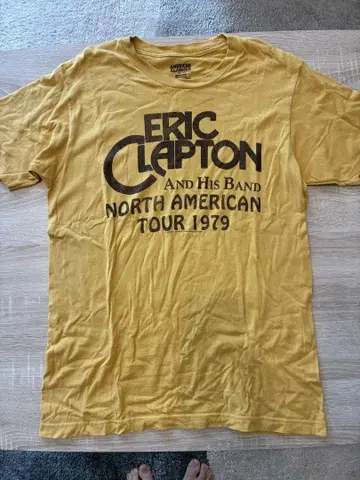 ERIC
CLAPTON
AND HIS BAND
NORTH AMERICAN
TOUR 1979